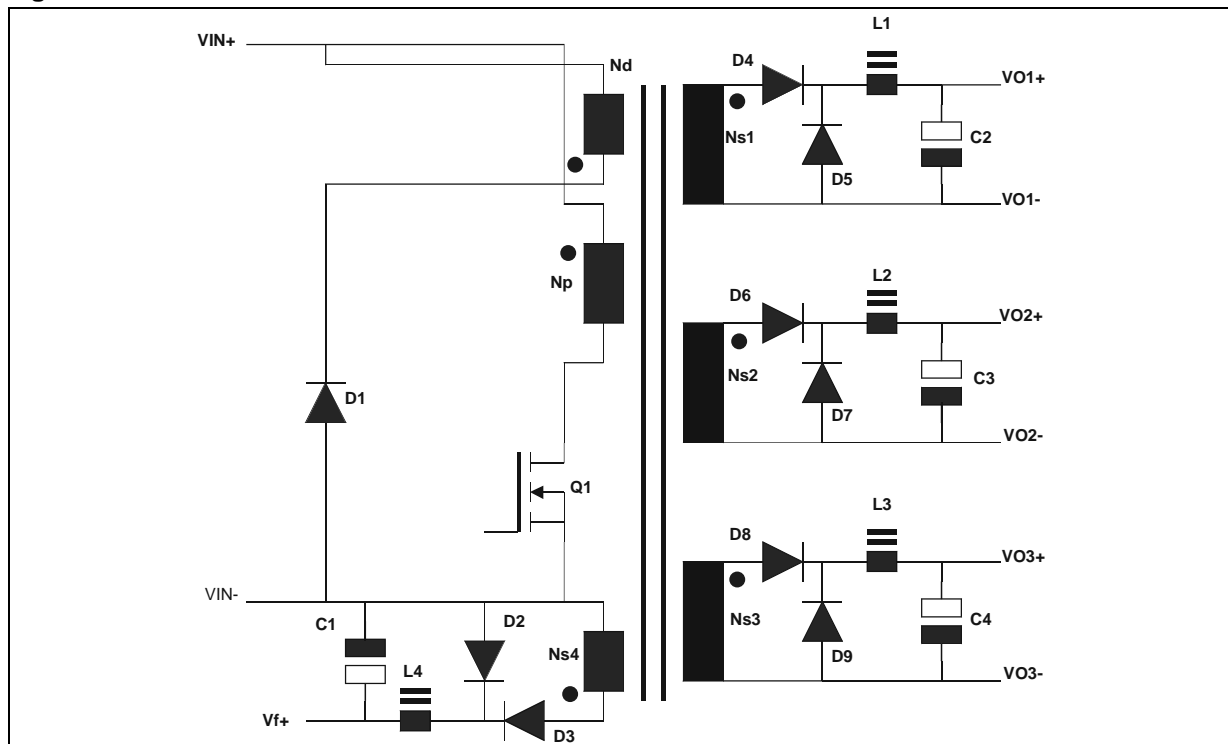 VIN+
Nd
Np
D1
Q1
VIN-
C1
L4
D2
Ns4
Vf+
D3
L1
D4
VO1+
Ns1
D5
C2
VO1-
L2
D6
VO2+
Ns2
D7
C3
VO2-
L3
D8
VO3+
Ns3
D9
C4
VO3-